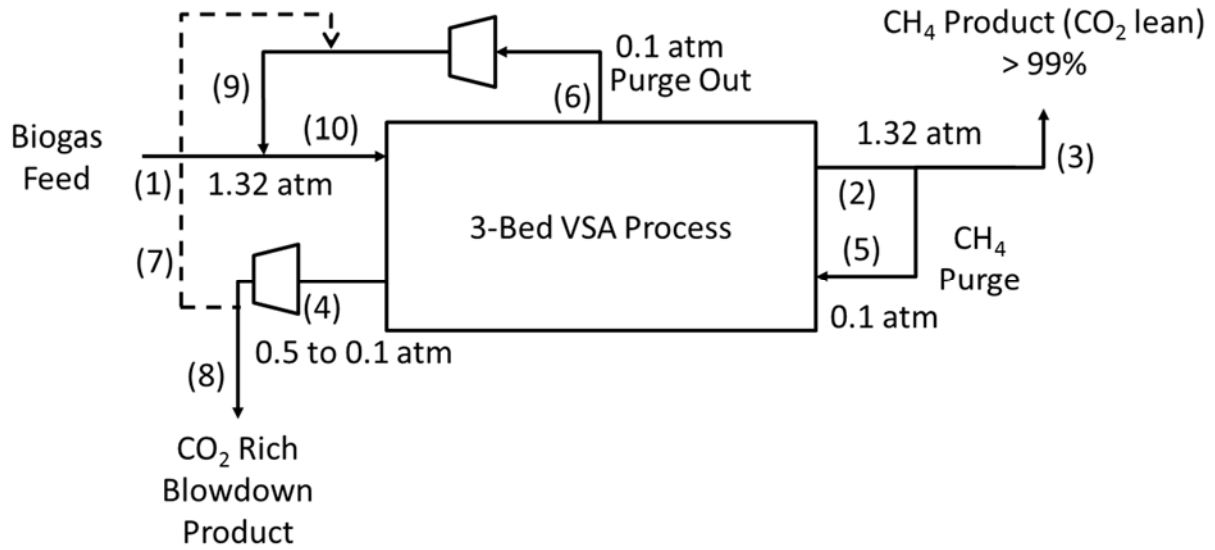 CH₄ Product (CO₂ lean)
> 99%
0.1 atm
Purge Out
(9)
(6)
(10)
Biogas
Feed
(1)
1.32 atm
1.32 atm
(2)
(3)
3-Bed VSA Process
(5)
CH₄
Purge
(7)
(4)
0.1 atm
0.5 to 0.1 atm
(8)
CO₂ Rich
Blowdown
Product